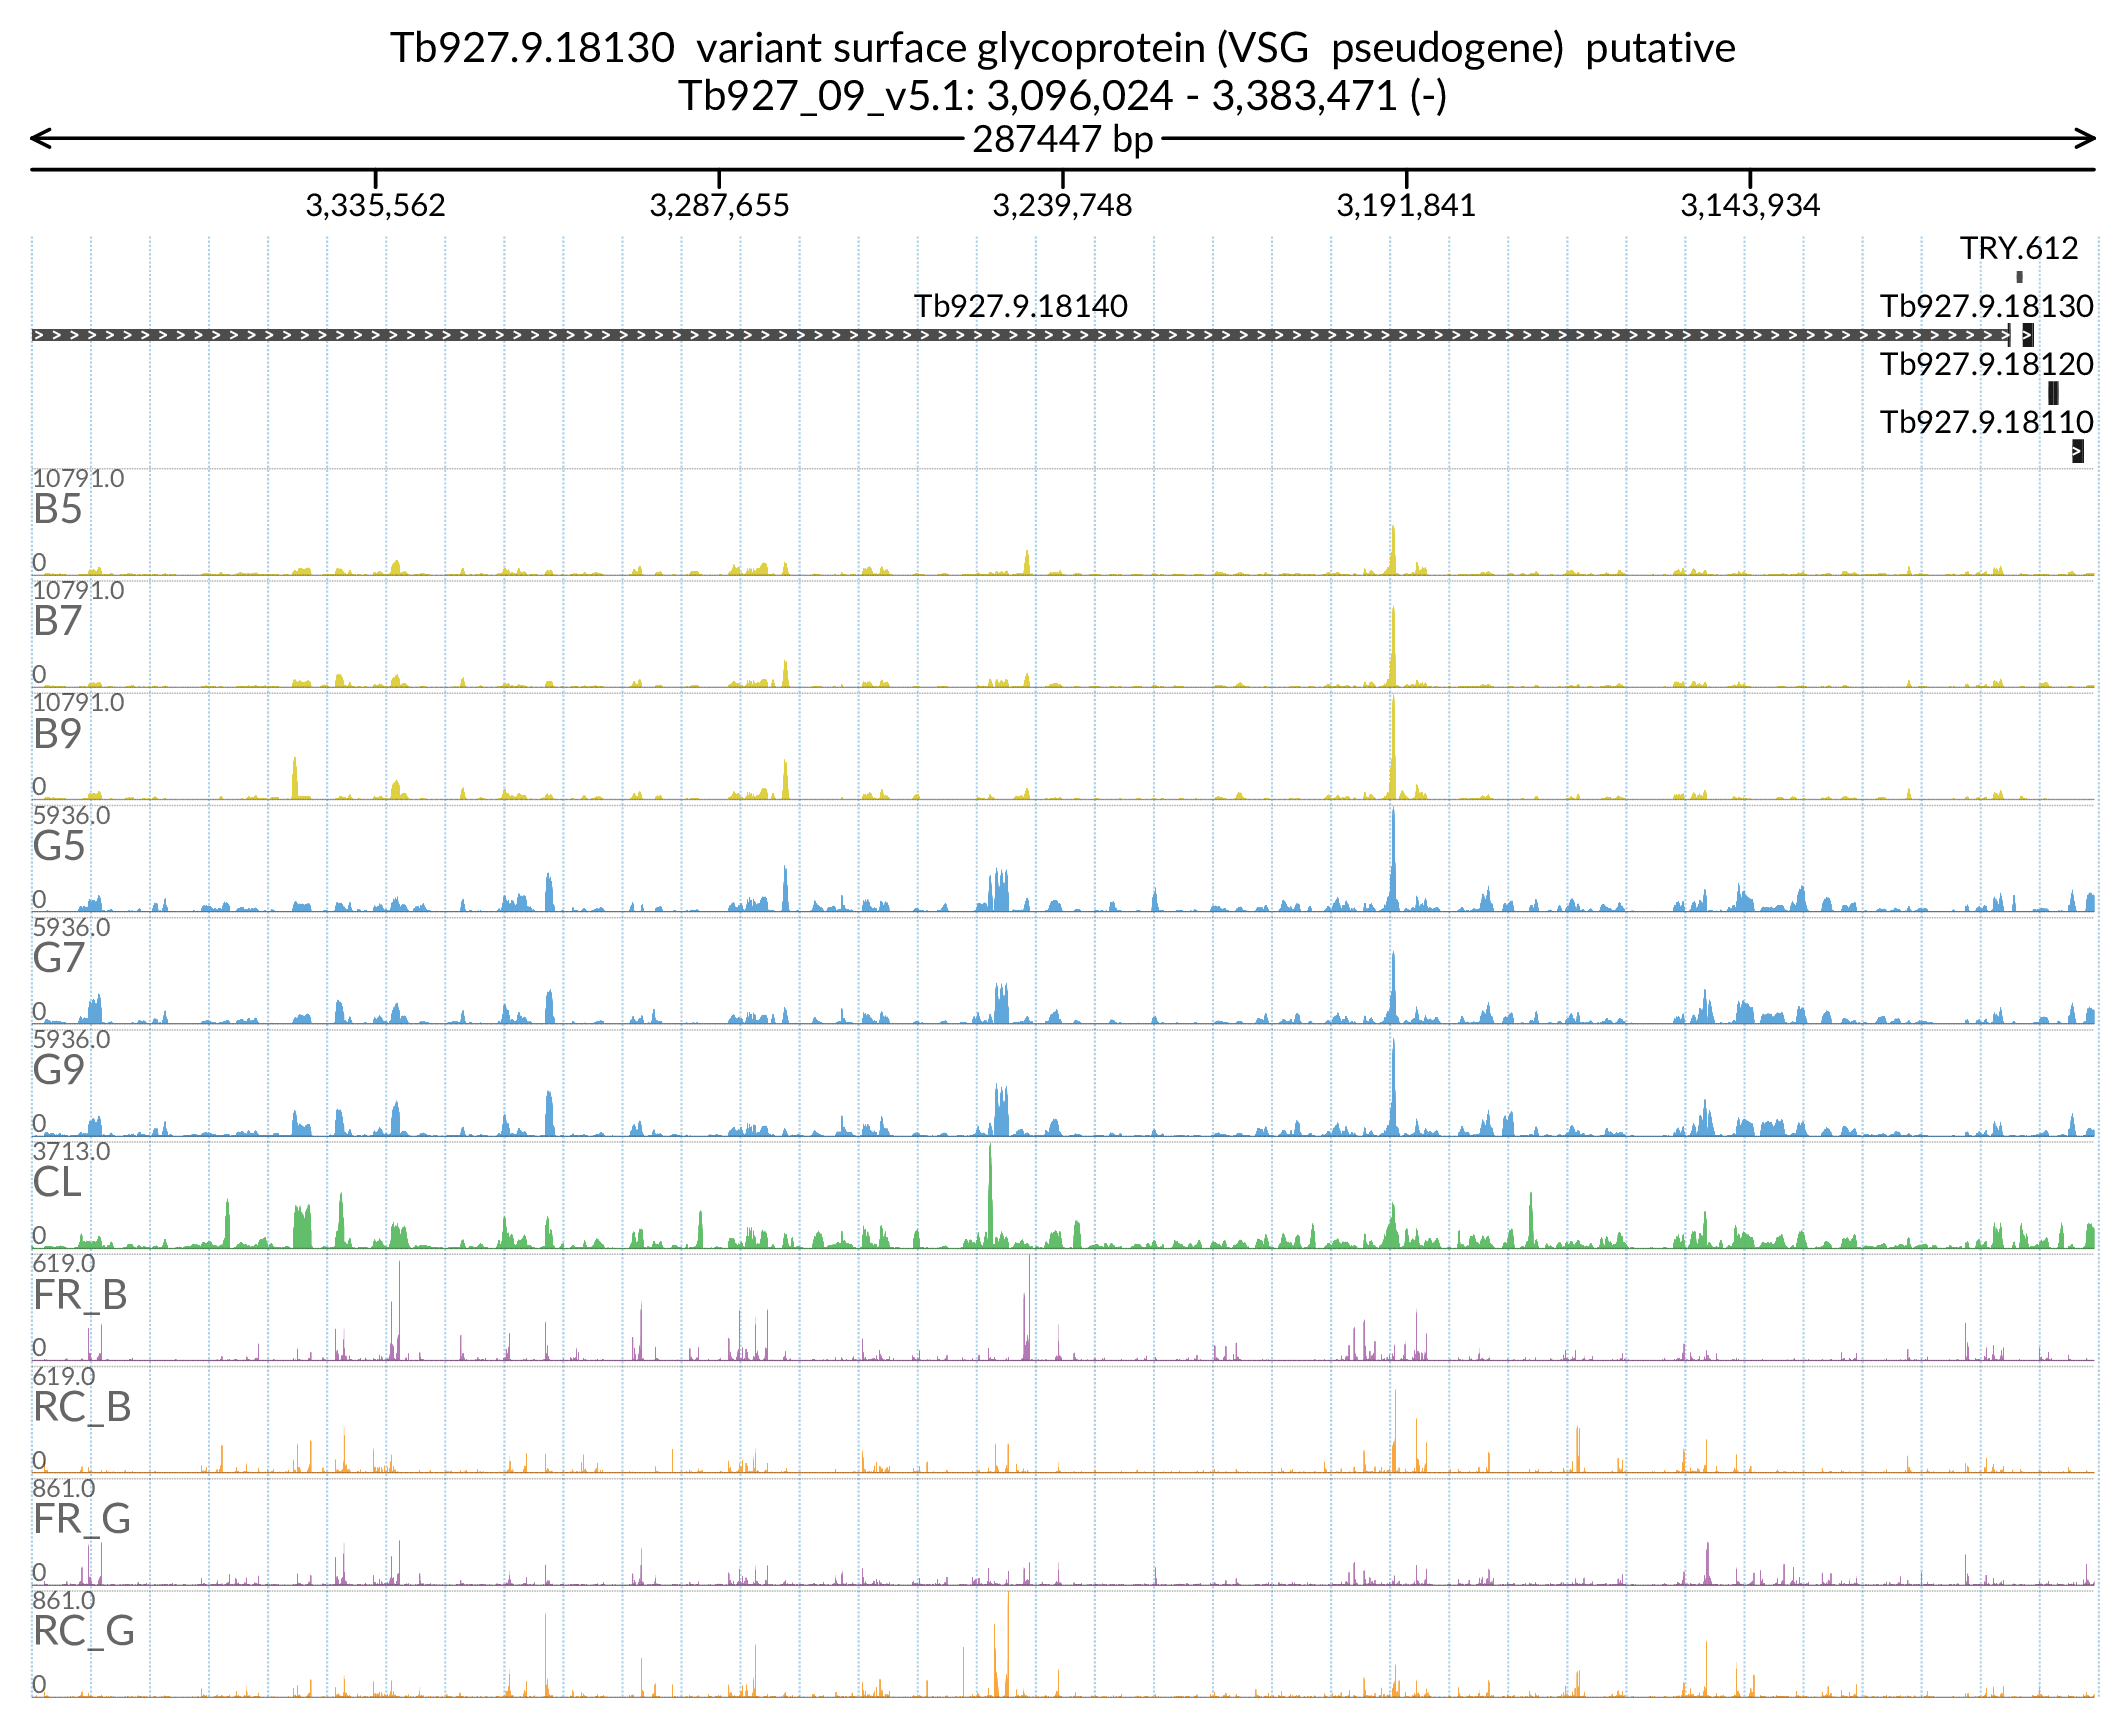 Tb927.9.18130 variant surface glycoprotein (VSG pseudogene) putative
Tb927_09_v5.1: 3,096,024 - 3,383,471 (-)
287447 bp
3,335,562 3,287,655 3,239,748 3,191,841 3,143,934
TRY.612
Tb927.9.18140 Tb927.9.18130
Tb927.9.18120
Tb927.9.18110
10791.0
B5
0
10791.0
B7
0
10791.0
B9
0
5936.0
G5
0
5936.0
G7
0
5936.0
G9
0
3713.0
CL
0
619.0
FR_B
0
619.0
RC_B
0
861.0
FR_G
0
861.0
RC_G
0